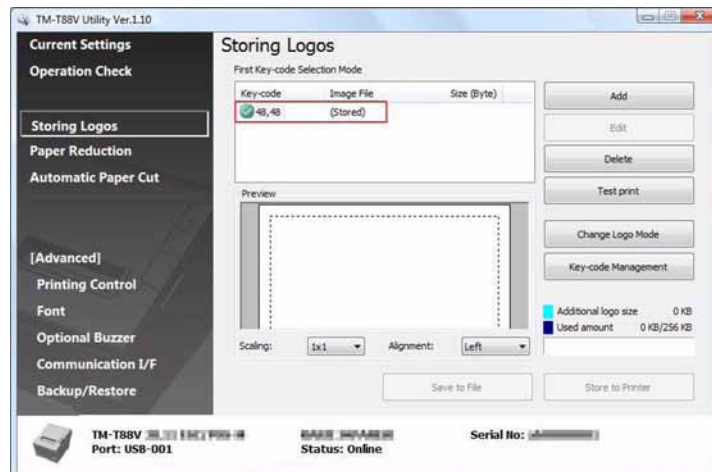 TM-T88V Utility Ver.1.10
Current Settings
Operation Check
Storing Logos
Paper Reduction
Automatic Paper Cut
[Advanced]
Printing Control
Font
Optional Buzzer
Communication I/F
Backup/Restore
Storing Logos
First Key-code Selection Mode
Key-code Image File Size (Byte)
48,48 (Stored)
Preview
Scaling: 1x1 Alignment: Left
Add
Edit
Delete
Test print
Change Logo Mode
Key-code Management
Additional logo size 0 KB
Used amount 0 KB/256 KB
Save to File Store to Printer
TM-T88V Serial No:
Port: USB-001 Status: Online